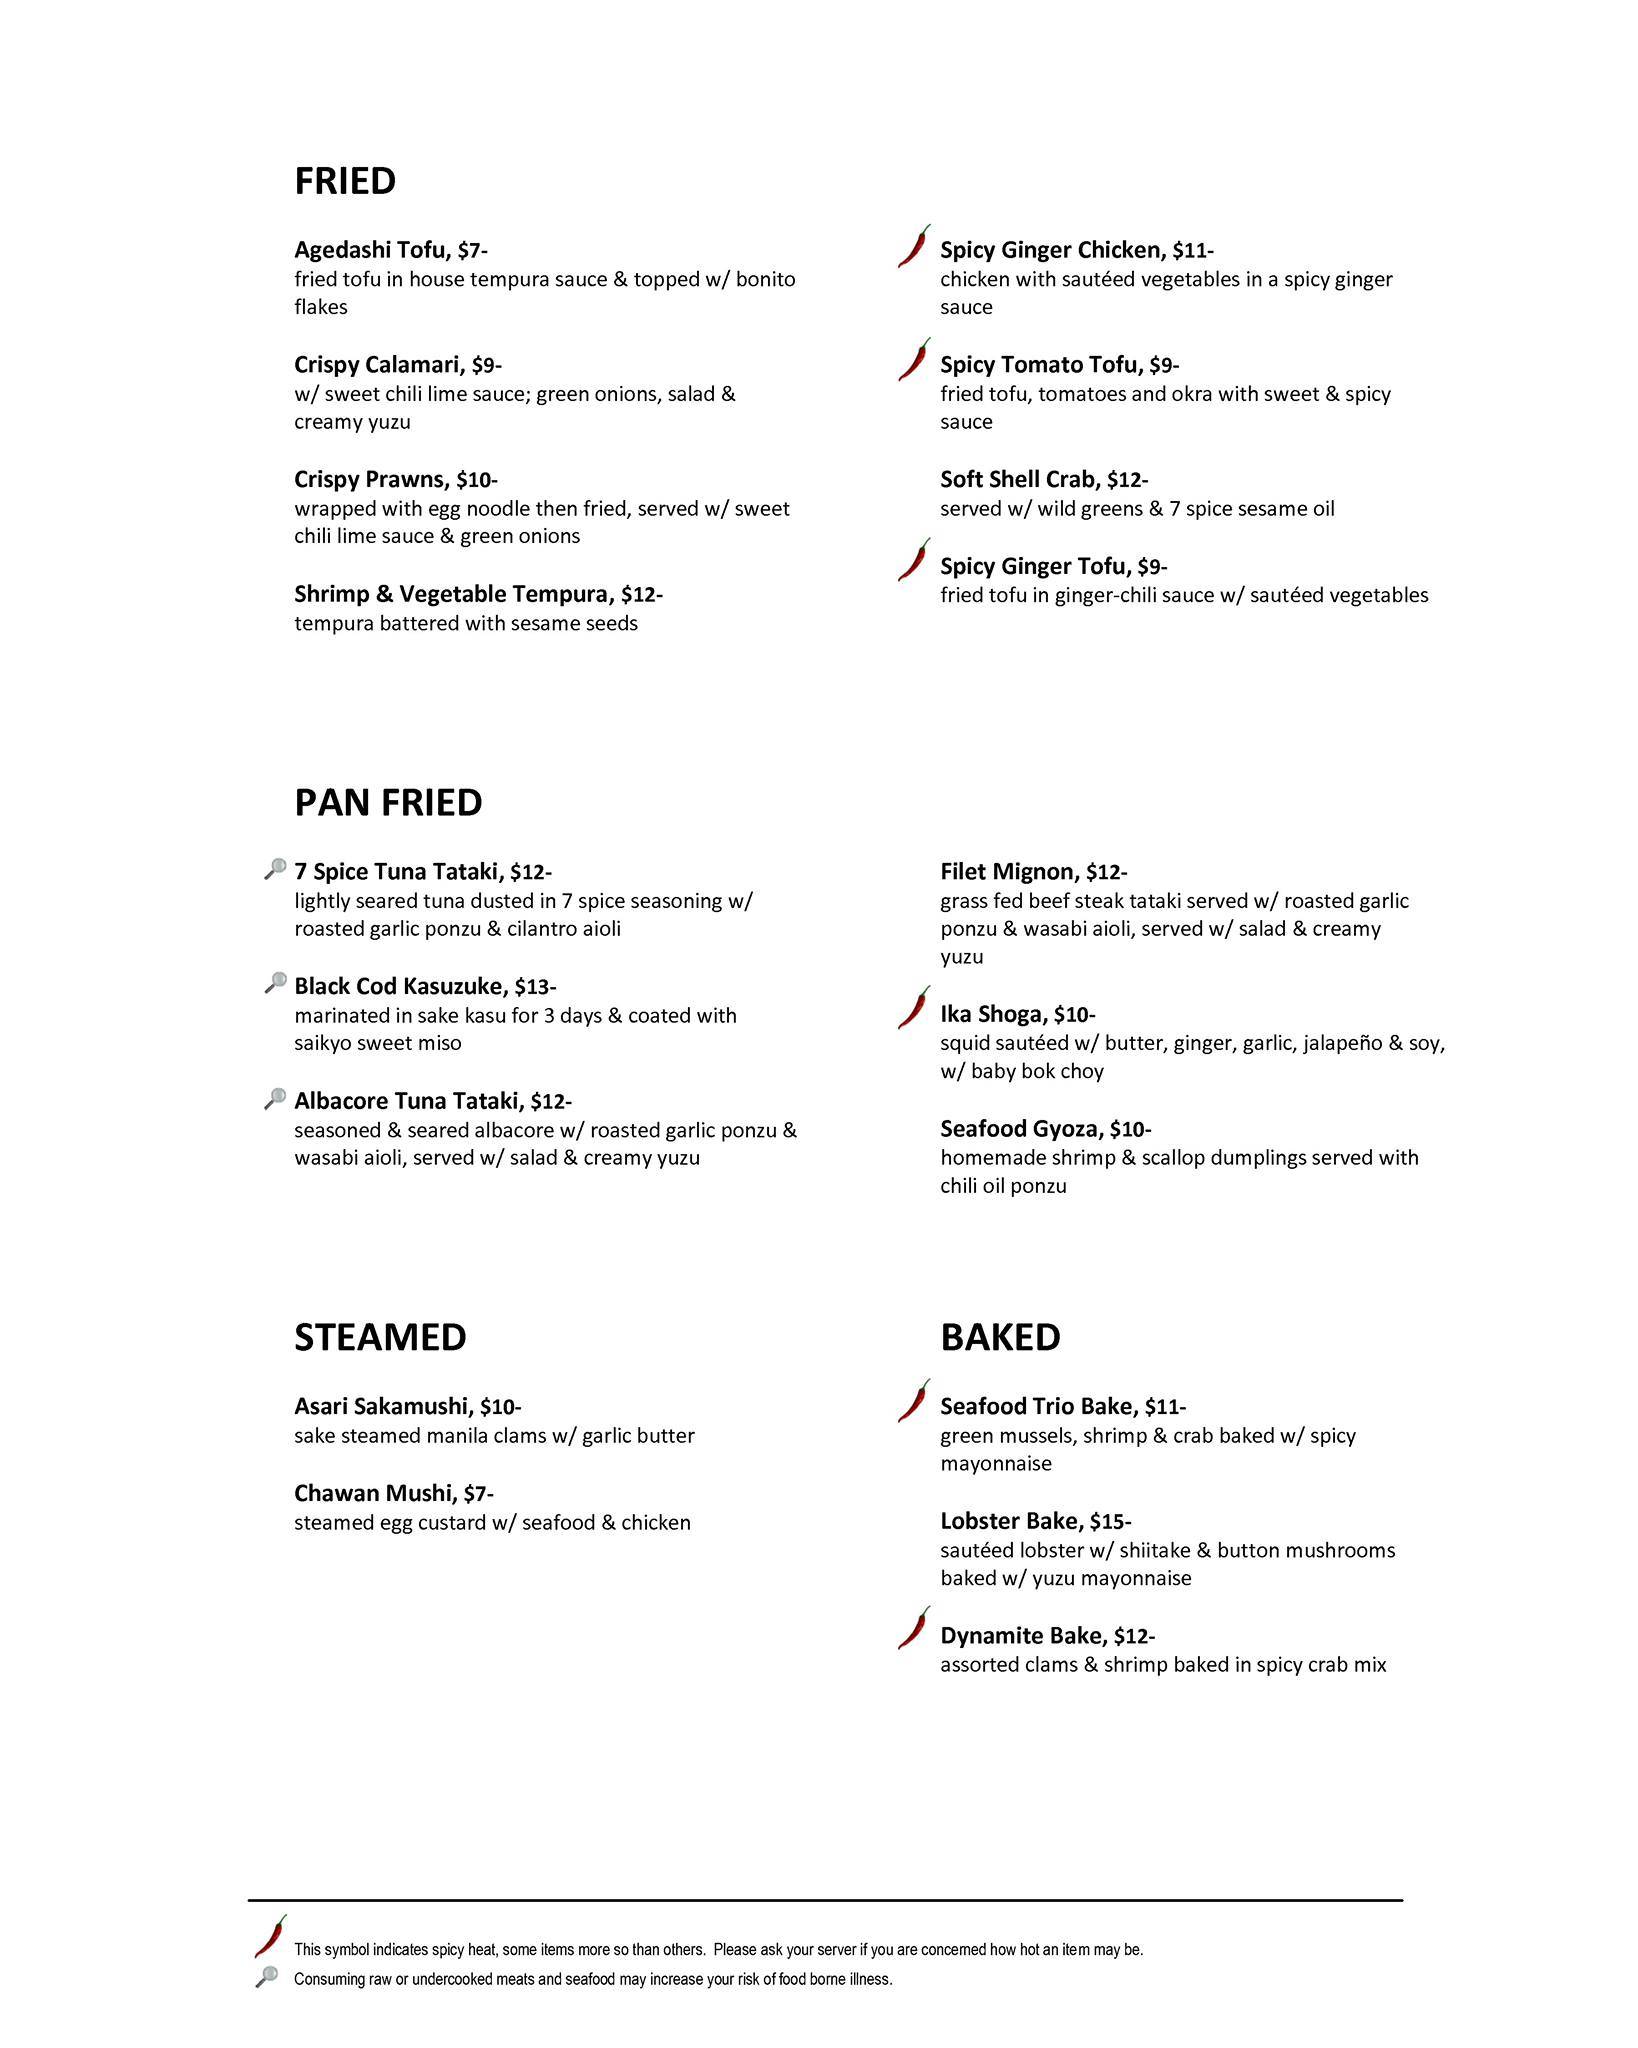 FRIED
Agedashi Tofu, $7-
fried tofu in house tempura sauce & topped w/ bonito
flakes
Crispy Calamari, $9-
w/ sweet chili lime sauce; green onions, salad &
creamy yuzu
Crispy Prawns, $10-
wrapped with egg noodle then fried, served w/ sweet
chili lime sauce & green onions
Shrimp & Vegetable Tempura, $12-
tempura battered with sesame seeds
Spicy Ginger Chicken, $11-
chicken with sautéed vegetables in a spicy ginger
sauce
Spicy Tomato Tofu, $9-
fried tofu, tomatoes and okra with sweet & spicy
sauce
Soft Shell Crab, $12-
served w/ wild greens & 7 spice sesame oil
Spicy Ginger Tofu, $9-
fried tofu in ginger-chili sauce w/ sautéed vegetables
PAN FRIED
7 Spice Tuna Tataki, $12-
lightly seared tuna dusted in 7 spice seasoning w/
roasted garlic ponzu & cilantro aioli
Black Cod Kasuzuke, $13-
marinated in sake kasu for 3 days & coated with
saikyo sweet miso
Albacore Tuna Tataki, $12-
seasoned & seared albacore w/ roasted garlic ponzu &
wasabi aioli, served w/ salad & creamy yuzu
Filet Mignon, $12-
grass fed beef steak tataki served w/ roasted garlic
ponzu & wasabi aioli, served w/ salad & creamy
yuzu
Ika Shoga, $10-
squid sautéed w/ butter, ginger, garlic, jalapeño & soy,
w/ baby bok choy
Seafood Gyoza, $10-
homemade shrimp & scallop dumplings served with
chili oil ponzu
STEAMED
Asari Sakamushi, $10-
sake steamed manila clams w/ garlic butter
Chawan Mushi, $7-
steamed egg custard w/ seafood & chicken
BAKED
Seafood Trio Bake, $11-
green mussels, shrimp & crab baked w/ spicy
mayonnaise
Lobster Bake, $15-
sautéed lobster w/ shiitake & button mushrooms
baked w/ yuzu mayonnaise
Dynamite Bake, $12-
assorted clams & shrimp baked in spicy crab mix
This symbol indicates spicy heat, some items more so than others.  Please ask your server if you are concerned how hot an item may be.
Consuming raw or undercooked meats and seafood may increase your risk of food borne illness.